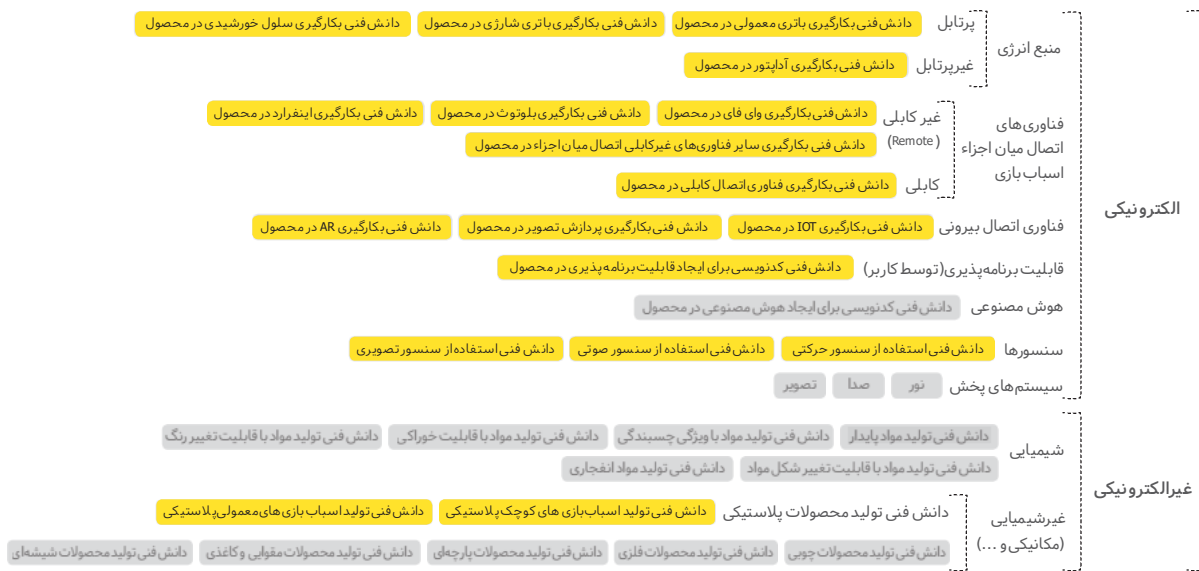 الکترونیکی
منبع انرژی
پرتابل
دانش فنی بکارگیری باتری معمولی در محصول
دانش فنی بکارگیری باتری شارژی در محصول
دانش فنی بکارگیری سلول خورشیدی در محصول
غیرپرتابل
دانش فنی بکارگیری آداپتور در محصول
فناوری‌های
اتصال میان اجزاء
اسباب بازی
غیر کابلی
(Remote)
دانش فنی بکارگیری وای فای در محصول
دانش فنی بکارگیری بلوتوث در محصول
دانش فنی بکارگیری اینفرارد در محصول
دانش فنی بکارگیری سایر فناوری‌های غیرکابلی اتصال میان اجزاء در محصول
کابلی
دانش فنی بکارگیری فناوری اتصال کابلی در محصول
فناوری اتصال بیرونی
دانش فنی بکارگیری IOT در محصول
دانش فنی بکارگیری پردازش تصویر در محصول
دانش فنی بکارگیری AR در محصول
قابلیت برنامه‌پذیری(توسط کاربر)
دانش فنی کدنویسی برای ایجاد قابلیت برنامه پذیری در محصول
هوش مصنوعی
دانش فنی کدنویسی برای ایجاد هوش مصنوعی در محصول
سنسورها
دانش فنی استفاده از سنسور حرکتی
دانش فنی استفاده از سنسور صوتی
دانش فنی استفاده از سنسور تصویری
سیستم‌های پخش
نور
صدا
تصویر
غیرالکترونیکی
شیمیایی
دانش فنی تولید مواد پایدار
دانش فنی تولید مواد با ویژگی چسبندگی
دانش فنی تولید مواد با قابلیت خوراکی
دانش فنی تولید مواد با قابلیت تغییر رنگ
دانش فنی تولید مواد با قابلیت تغییر شکل مواد
دانش فنی تولید مواد انفجاری
غیرشیمیایی
(مکانیکی و ...)
دانش فنی تولید محصولات پلاستیکی
دانش فنی تولید اسباب‌بازی های کوچک پلاستیکی
دانش فنی تولید اسباب بازی های معمولی پلاستیکی
دانش فنی تولید محصولات چوبی
دانش فنی تولید محصولات فلزی
دانش فنی تولید محصولات پارچه‌ای
دانش فنی تولید محصولات مقوایی و کاغذی
دانش فنی تولید محصولات شیشه‌ای